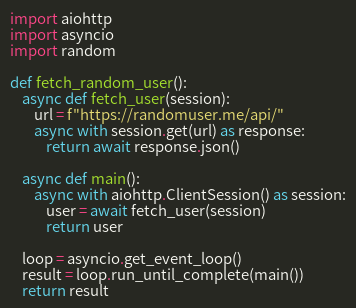 import aiohttp
import asyncio
import random

def fetch_random_user():
    async def fetch_user(session):
        url = f"https://randomuser.me/api/"
        async with session.get(url) as response:
            return await response.json()

    async def main():
        async with aiohttp.ClientSession() as session:
            user = await fetch_user(session)
            return user

    loop = asyncio.get_event_loop()
    result = loop.run_until_complete(main())
    return result